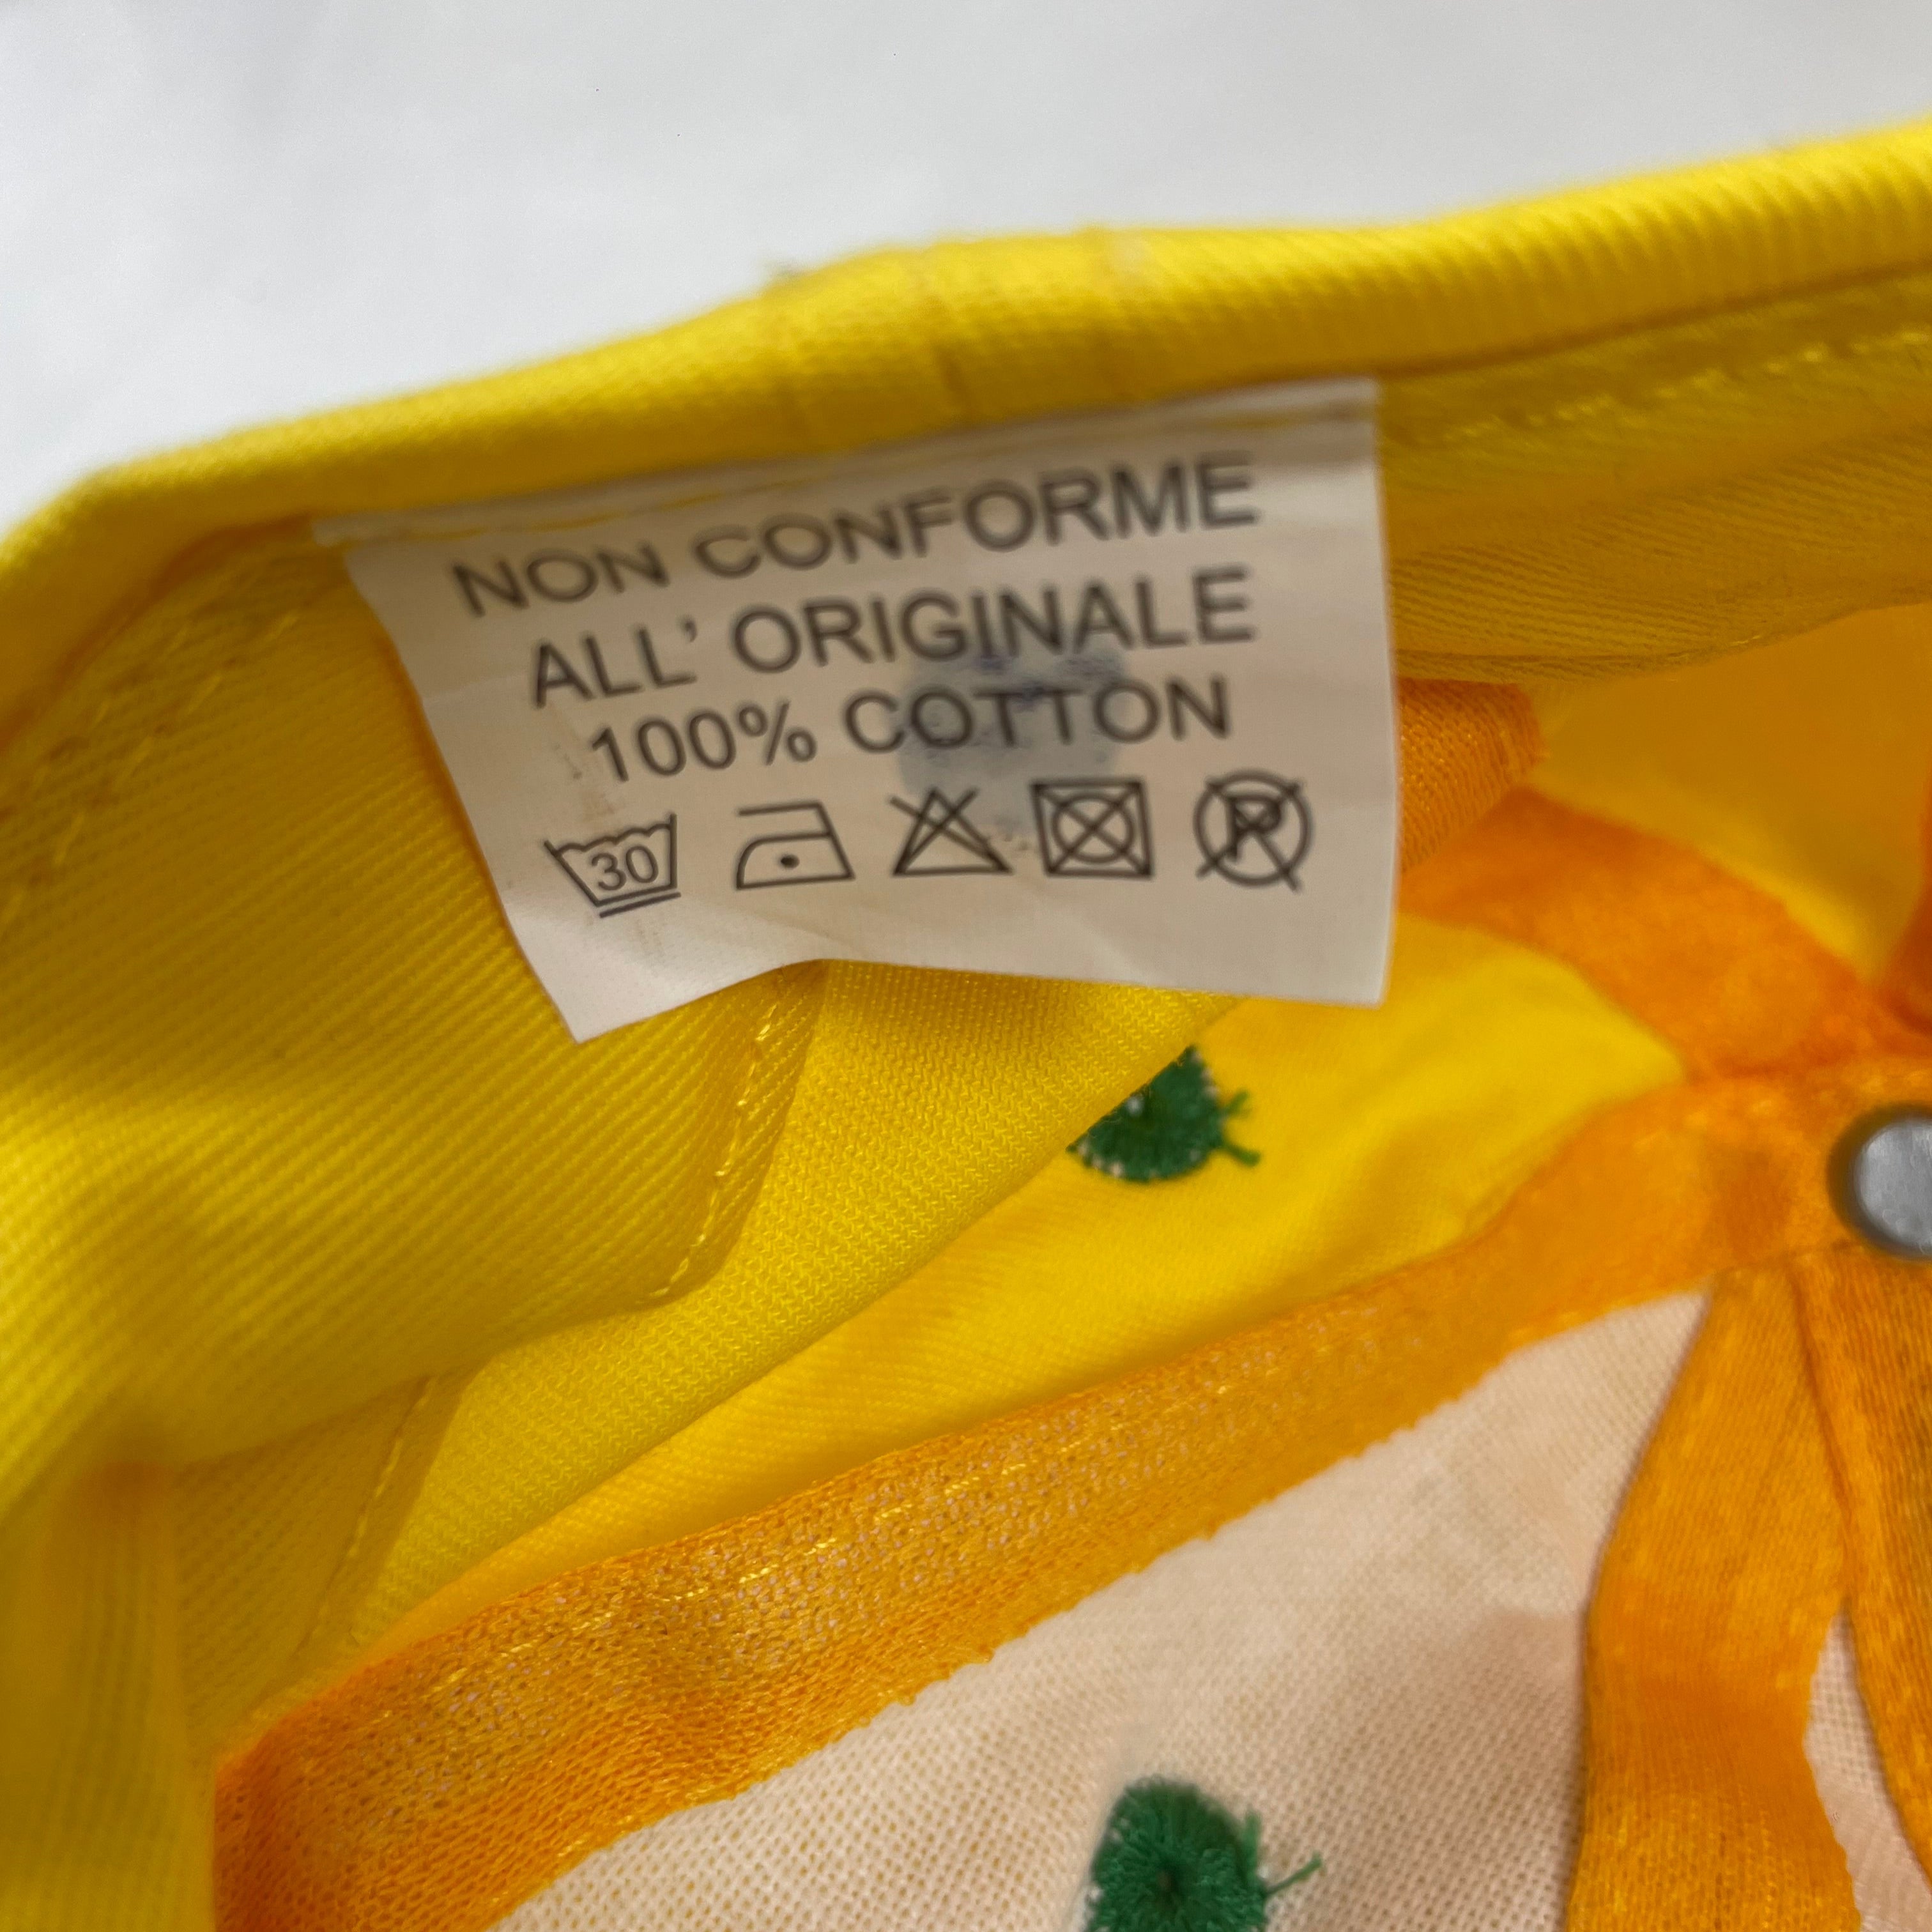 NON CONFORME
ALL' ORIGINALE
100% COTTON
30 P